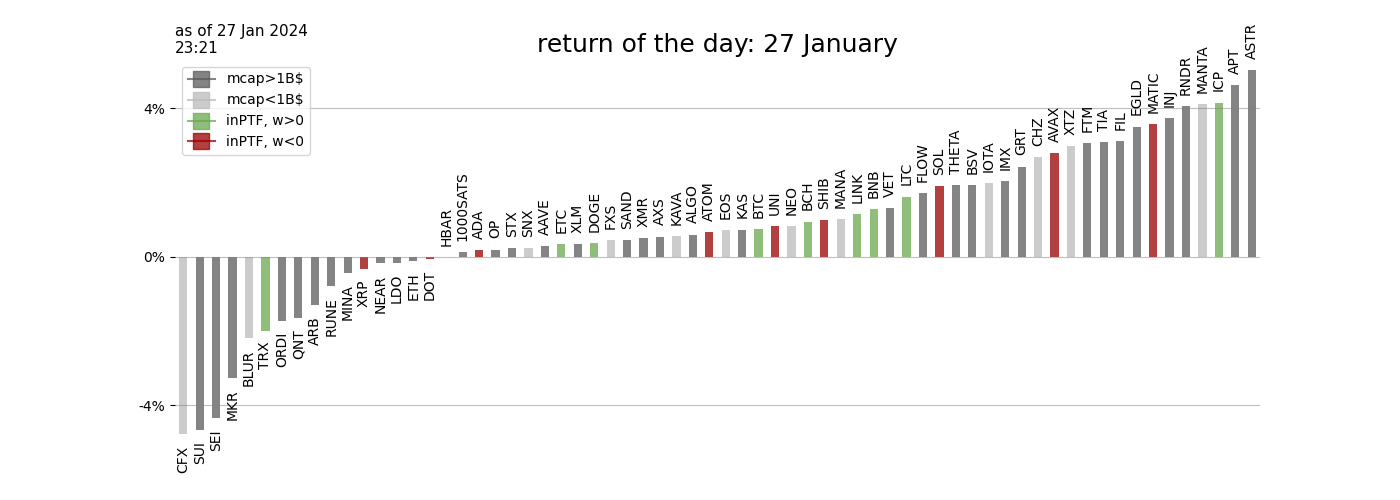 as of 27 Jan 2024
23:21
return of the day: 27 January
mcap>1B$
mcap<1B$
inPTF, w>0
inPTF, w<0
4%
0%
-4%
CFX
SUI
SEI
MKR
BLUR
TRX
ORDI
QNT
ARB
RUNE
MINA
XRP
NEAR
LDO
ETH
DOT
HBAR
1000SATS
ADA
OP
STX
SNX
AAVE
ETC
XLM
DOGE
FXS
SAND
XMR
AXS
KAVA
ALGO
ATOM
EOS
KAS
BTC
UNI
NEO
BCH
SHIB
MANA
LINK
BNB
VET
LTC
FLOW
SOL
THETA
BSV
IOTA
IMX
GRT
CHZ
AVAX
XTZ
FTM
TIA
FIL
EGLD
MATIC
INJ
RNDR
MANTA
ICP
APT
ASTR